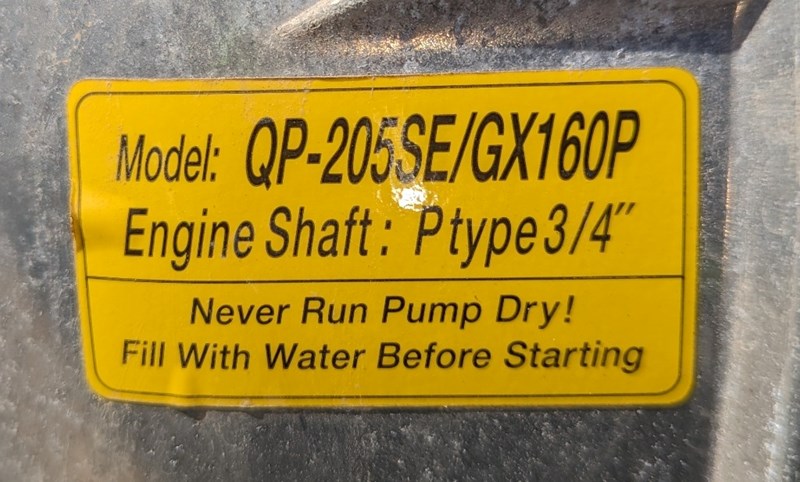 Model: QP-205SE/GX160P
Engine Shaft: P type 3/4"
Never Run Pump Dry!
Fill With Water Before Starting